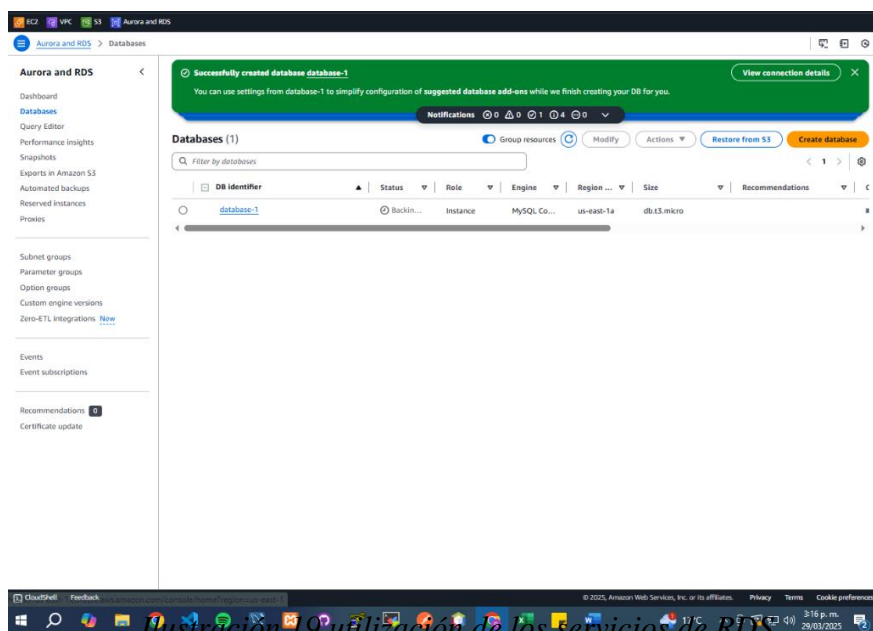 EC2 VPC S3 Aurora and RDS
Aurora and RDS > Databases
Aurora and RDS
Dashboard
Databases
Query Editor
Performance insights
Snapshots
Exports in Amazon S3
Automated backups
Reserved instances
Proxies
Subnet groups
Parameter groups
Option groups
Custom engine versions
Zero-ETL integrations New
Events
Event subscriptions
Recommendations 0
Certificate update
Successfully created database database-1
You can use settings from database-1 to simplify configuration of suggested database add-ons while we finish creating your DB for you.
View connection details
Notifications 0 0 1 4 0
Databases (1)
Group resources Modify Actions Restore from S3 Create database
Filter by databases
1
DB identifier Status Role Engine Region ... Size Recommendations C
database-1 Backin... Instance MySQL Co... us-east-1a db.t3.micro
CloudShell Feedback © 2025, Amazon Web Services, Inc. or its affiliates. Privacy Terms Cookie preferences
17°C 3:16 p. m.
29/03/2025
Ilustración 19 utilización de los servicios de RDS